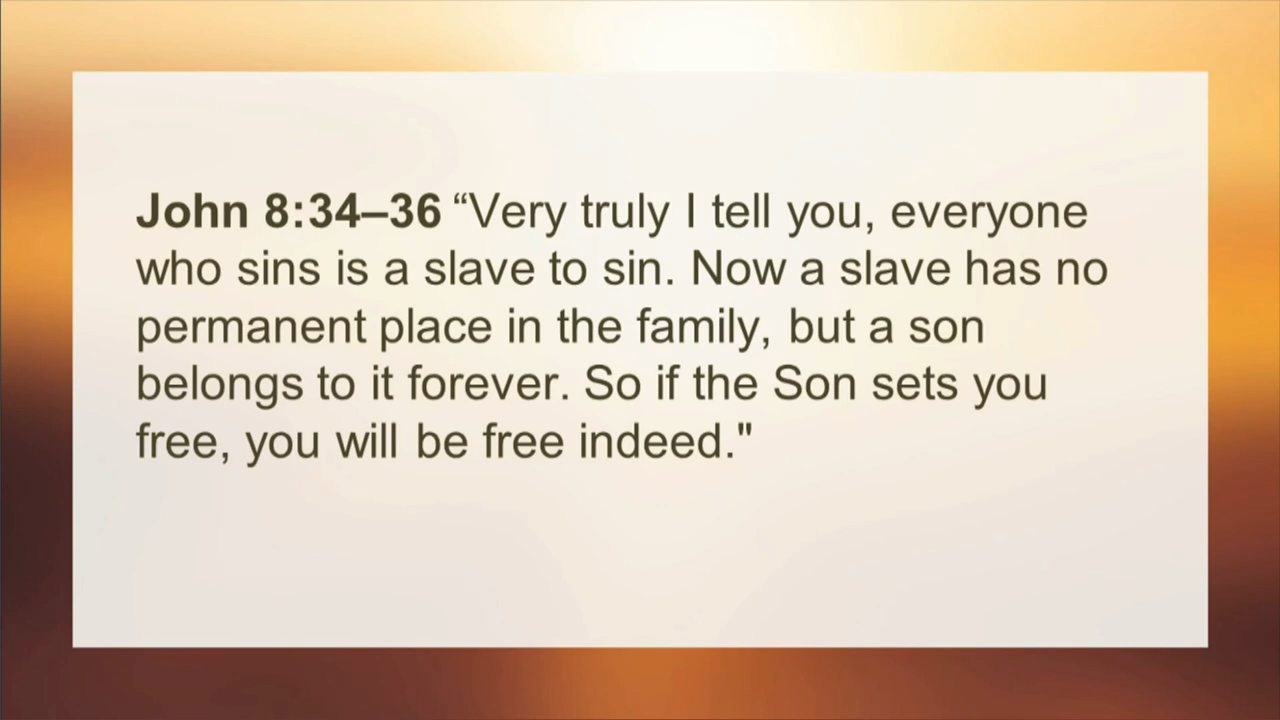 John 8:34–36 “Very truly I tell you, everyone
who sins is a slave to sin. Now a slave has no
permanent place in the family, but a son
belongs to it forever. So if the Son sets you
free, you will be free indeed."